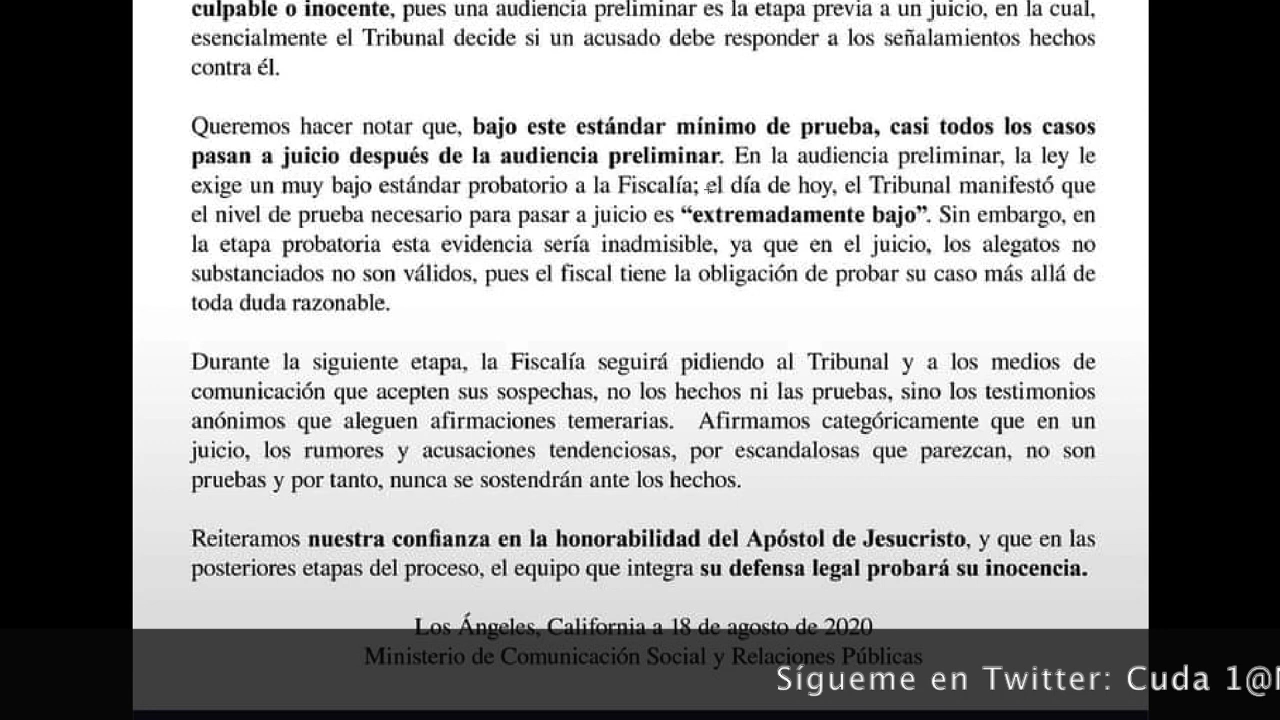 culpable o inocente, pues una audiencia preliminar es la etapa previa a un juicio, en la cual,
esencialmente el Tribunal decide si un acusado debe responder a los señalamientos hechos
contra él.
Queremos hacer notar que, bajo este estándar mínimo de prueba, casi todos los casos
pasan a juicio después de la audiencia preliminar. En la audiencia preliminar, la ley le
exige un muy bajo estándar probatorio a la Fiscalía; el día de hoy, el Tribunal manifestó que
el nivel de prueba necesario para pasar a juicio es “extremadamente bajo”. Sin embargo, en
la etapa probatoria esta evidencia sería inadmisible, ya que en el juicio, los alegatos no
substanciados no son válidos, pues el fiscal tiene la obligación de probar su caso más allá de
toda duda razonable.
Durante la siguiente etapa, la Fiscalía seguirá pidiendo al Tribunal y a los medios de
comunicación que acepten sus sospechas, no los hechos ni las pruebas, sino los testimonios
anónimos que aleguen afirmaciones temerarias. Afirmamos categóricamente que en un
juicio, los rumores y acusaciones tendenciosas, por escandalosas que parezcan, no son
pruebas y por tanto, nunca se sostendrán ante los hechos.
Reiteramos nuestra confianza en la honorabilidad del Apóstol de Jesucristo, y que en las
posteriores etapas del proceso, el equipo que integra su defensa legal probará su inocencia.
Los Ángeles, California a 18 de agosto de 2020
Ministerio de Comunicación Social y Relaciones Públicas
Sígueme en Twitter: Cuda 1@